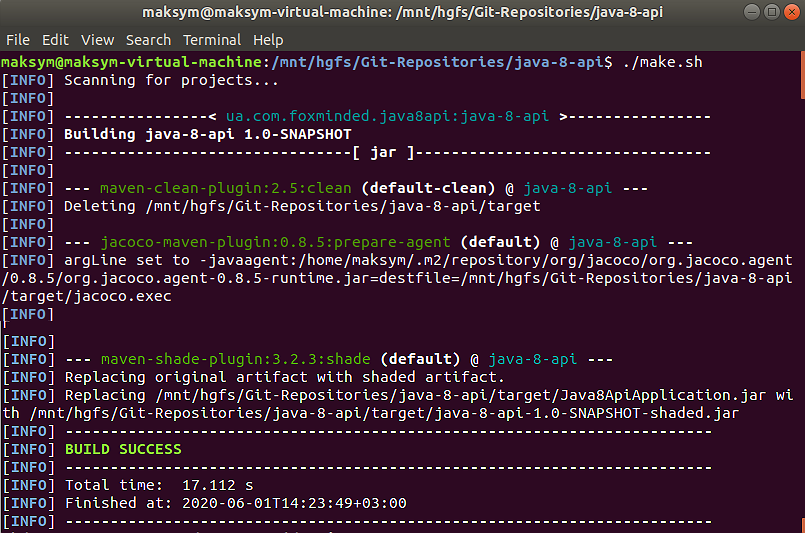 maksym@maksym-virtual-machine: /mnt/hgfs/Git-Repositories/java-8-api
File Edit View Search Terminal Help
maksym@maksym-virtual-machine:/mnt/hgfs/Git-Repositories/java-8-api$ ./make.sh
[INFO] Scanning for projects...
[INFO]
[INFO] ----------------< ua.com.foxminded.java8api:java-8-api >----------------
[INFO] Building java-8-api 1.0-SNAPSHOT
[INFO] --------------------------------[ jar ]---------------------------------
[INFO]
[INFO] --- maven-clean-plugin:2.5:clean (default-clean) @ java-8-api ---
[INFO] Deleting /mnt/hgfs/Git-Repositories/java-8-api/target
[INFO]
[INFO] --- jacoco-maven-plugin:0.8.5:prepare-agent (default) @ java-8-api ---
[INFO] argLine set to -javaagent:/home/maksym/.m2/repository/org/jacoco/org.jacoco.agent
/0.8.5/org.jacoco.agent-0.8.5-runtime.jar=destfile=/mnt/hgfs/Git-Repositories/java-8-api
/target/jacoco.exec
[INFO]
[INFO]
[INFO] --- maven-shade-plugin:3.2.3:shade (default) @ java-8-api ---
[INFO] Replacing original artifact with shaded artifact.
[INFO] Replacing /mnt/hgfs/Git-Repositories/java-8-api/target/Java8ApiApplication.jar wi
th /mnt/hgfs/Git-Repositories/java-8-api/target/java-8-api-1.0-SNAPSHOT-shaded.jar
[INFO] ------------------------------------------------------------------------
[INFO] BUILD SUCCESS
[INFO] ------------------------------------------------------------------------
[INFO] Total time:  17.112 s
[INFO] Finished at: 2020-06-01T14:23:49+03:00
[INFO] ------------------------------------------------------------------------